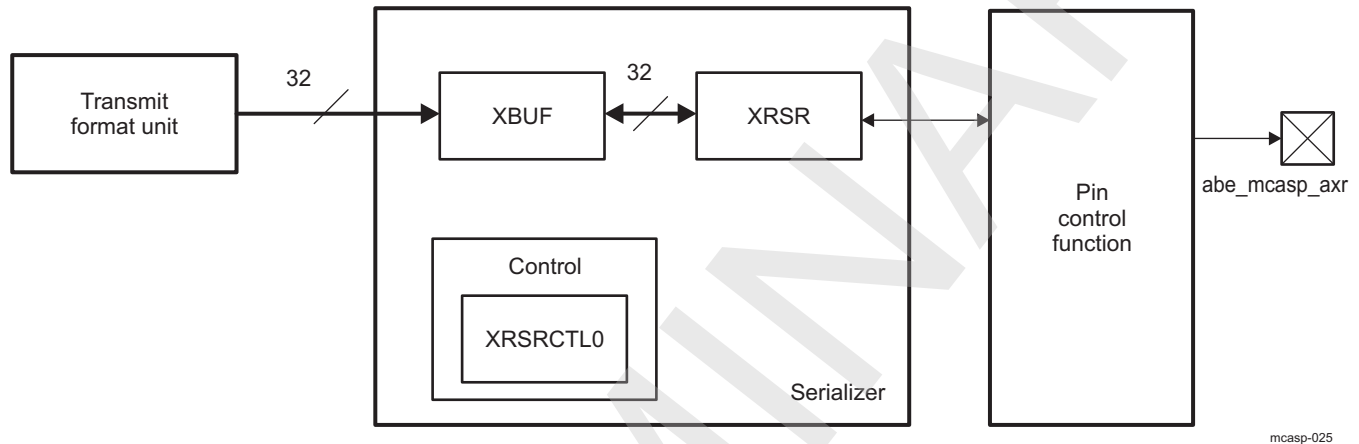 Transmit
format unit
32
XBUF
32
XRSR
Control
XRSRCTL0
Serializer
Pin
control
function
abe_mcasp_axr
mcasp-025